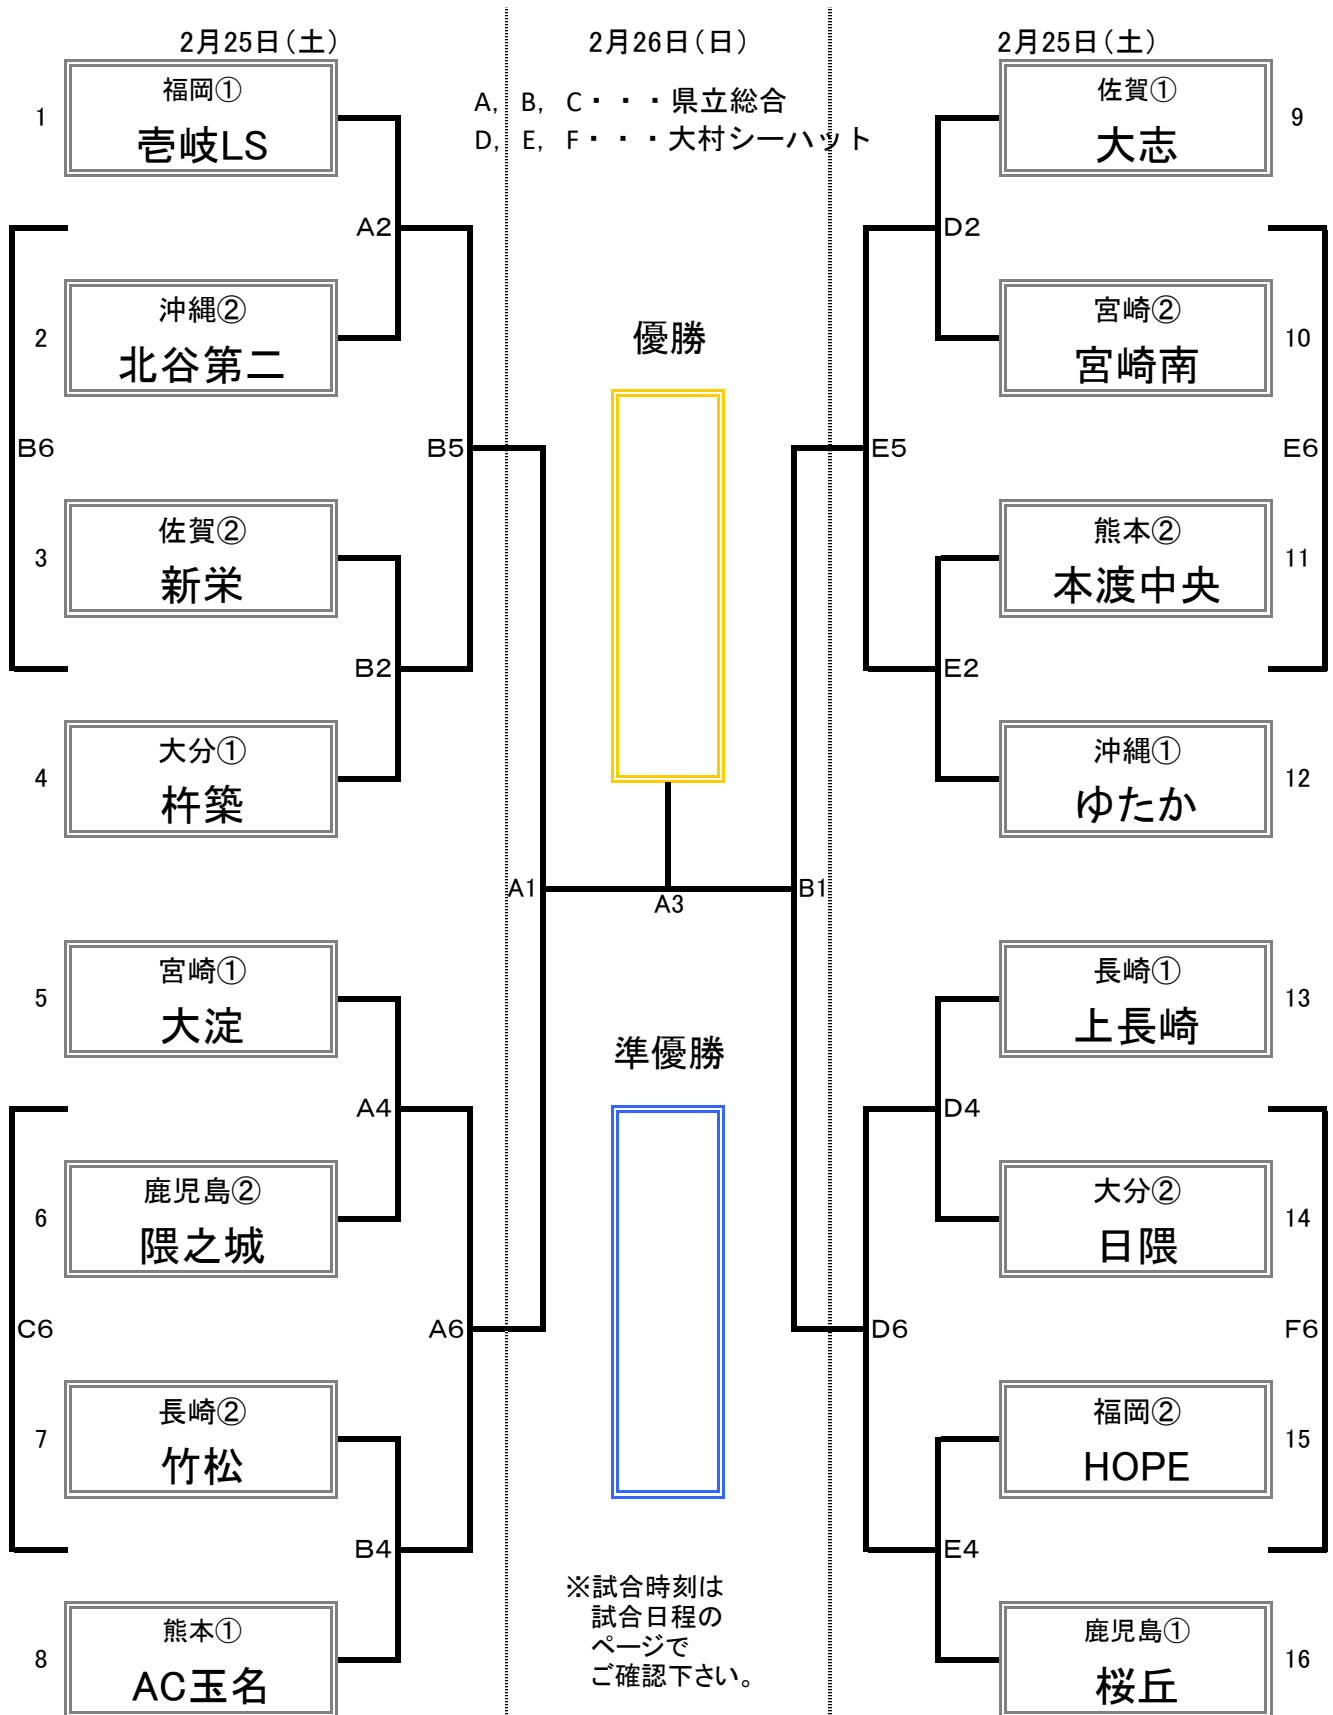 2月25日(土)
2月26日(日)
2月25日(土)
A, B, C・・・県立総合
D, E, F・・・大村シーハット
1
福岡①
壱岐LS
A2
2
沖縄②
北谷第二
B6
B5
3
佐賀②
新栄
B2
4
大分①
杵築
5
宮崎①
大淀
A4
6
鹿児島②
隈之城
C6
A6
7
長崎②
竹松
B4
8
熊本①
AC玉名
優勝
A1
A3
B1
準優勝
※試合時刻は
試合日程の
ページで
ご確認下さい。
佐賀①
大志
9
D2
宮崎②
宮崎南
10
E5
E6
熊本②
本渡中央
11
E2
沖縄①
ゆたか
12
長崎①
上長崎
13
D4
大分②
日隈
14
D6
F6
福岡②
HOPE
15
E4
鹿児島①
桜丘
16